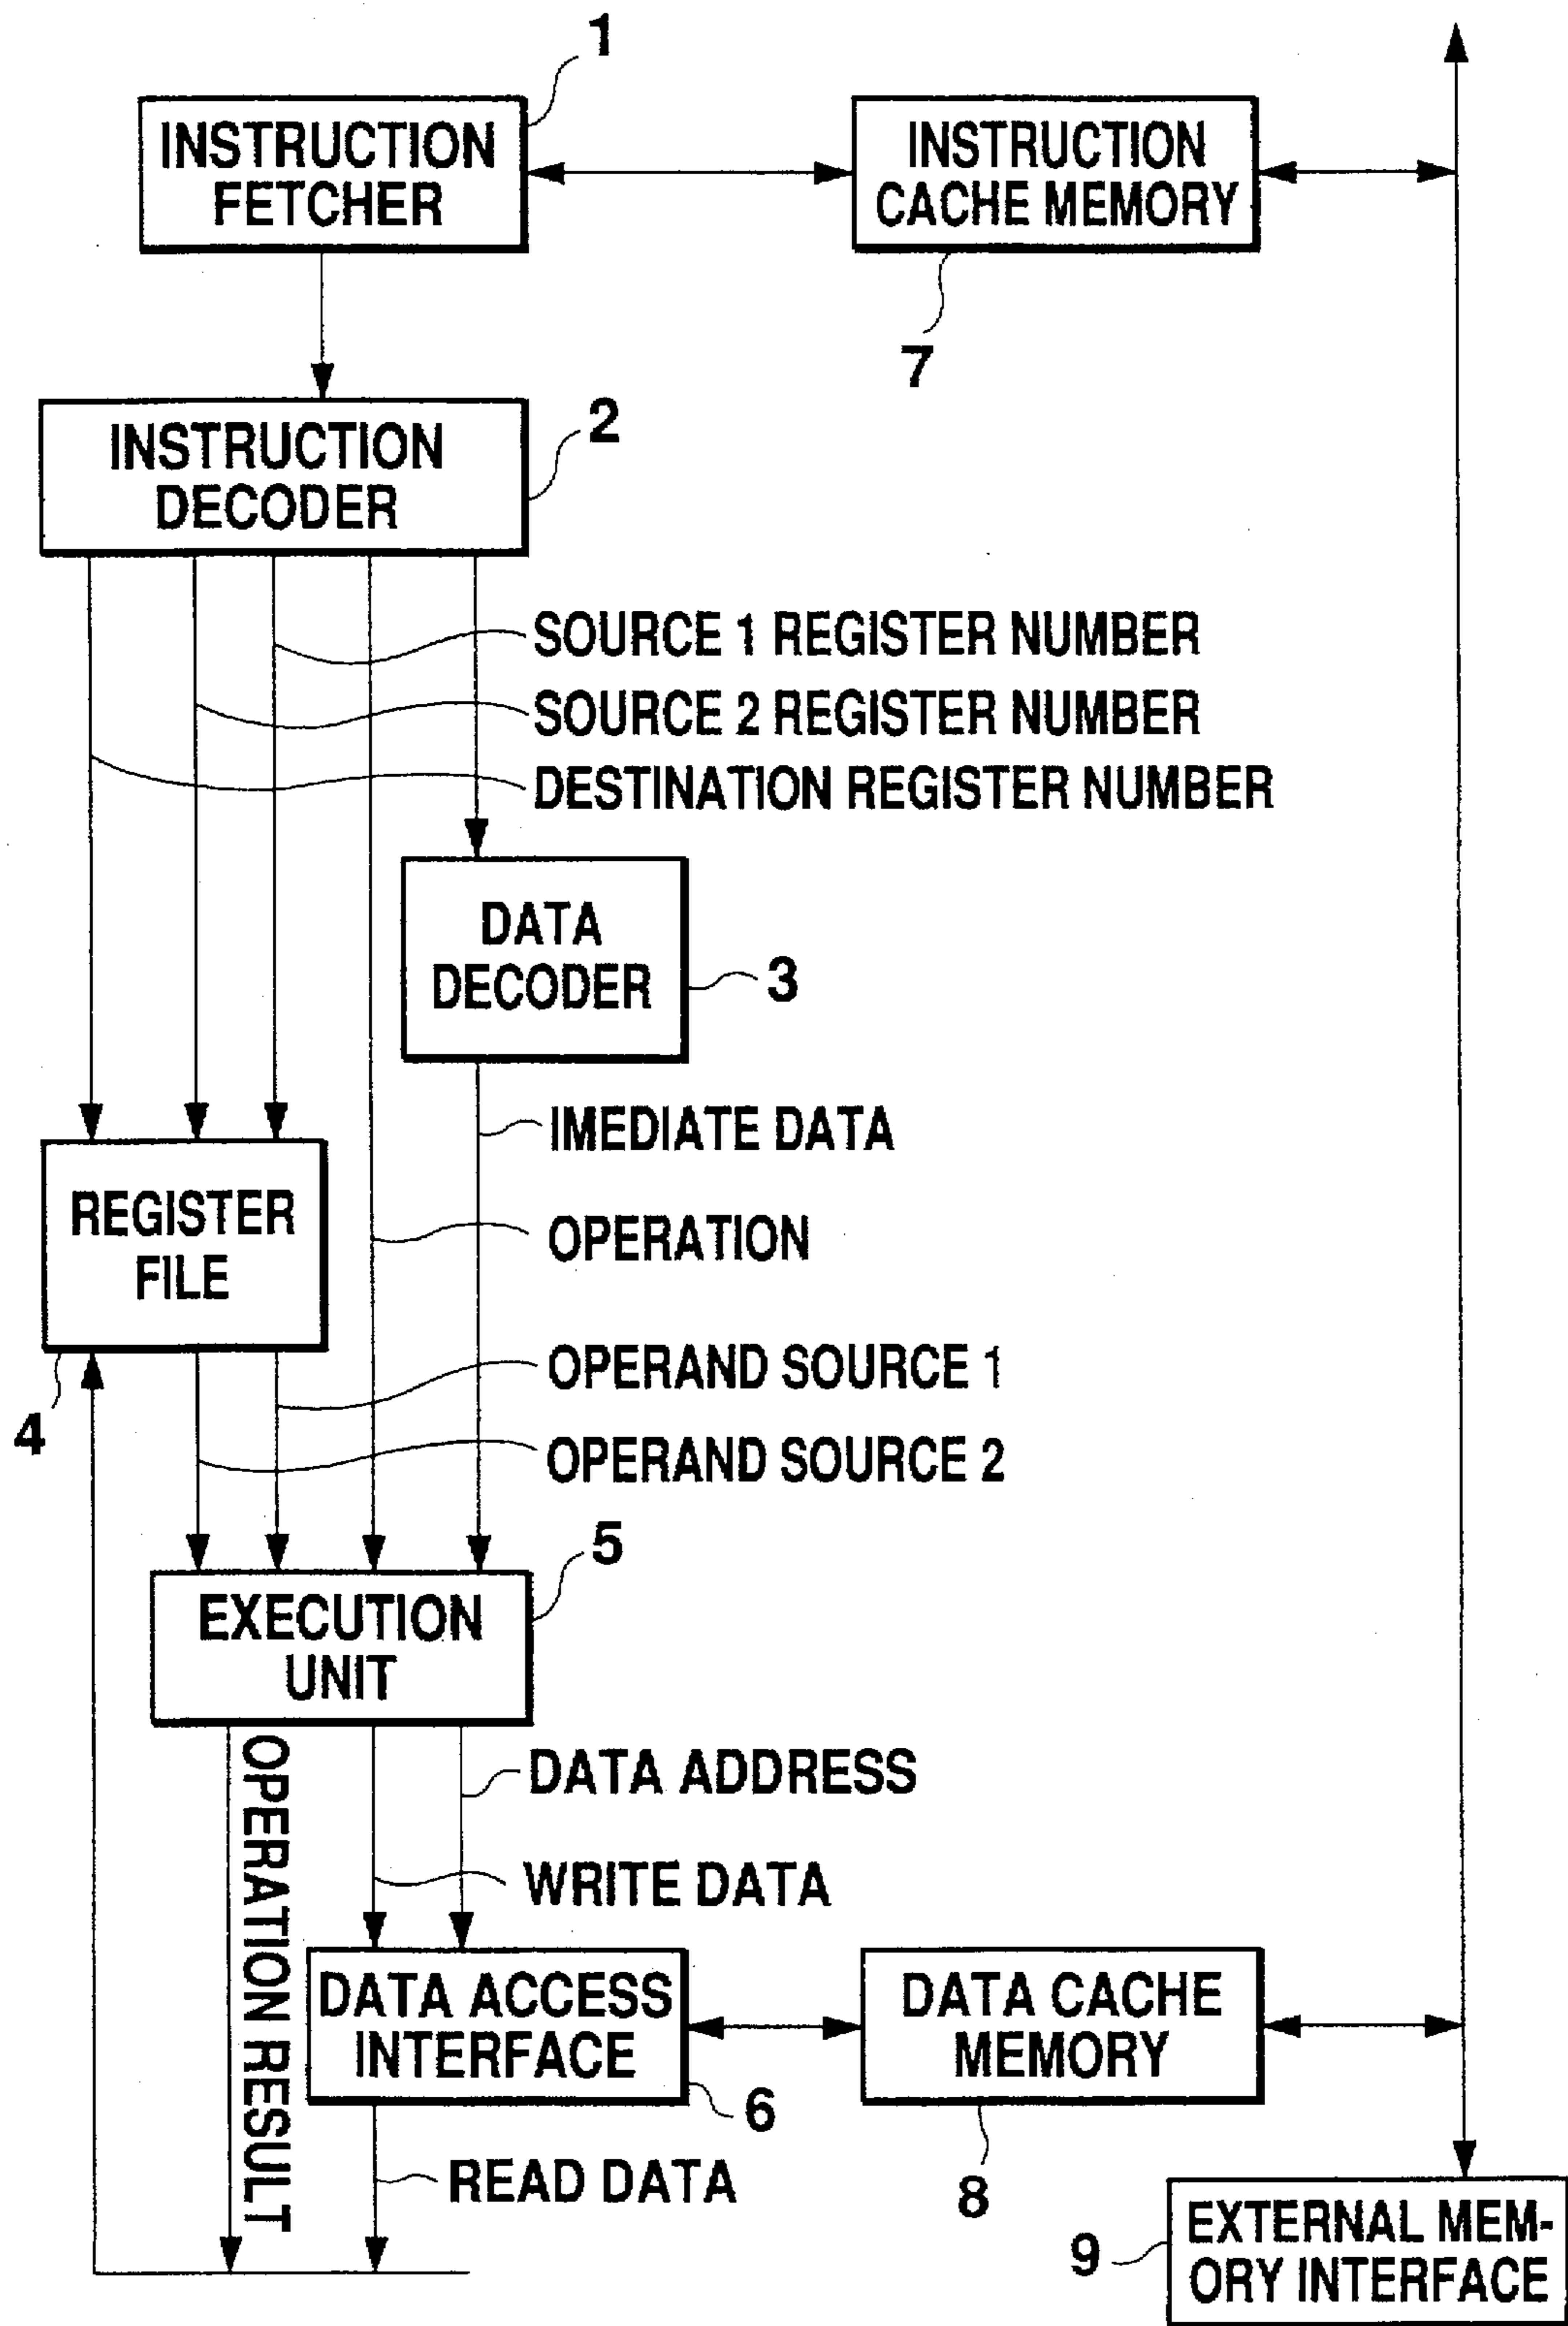 1
INSTRUCTION
FETCHER
INSTRUCTION
CACHE MEMORY
7
2
INSTRUCTION
DECODER
SOURCE 1 REGISTER NUMBER
SOURCE 2 REGISTER NUMBER
DESTINATION REGISTER NUMBER
DATA
DECODER
3
IMEDIATE DATA
REGISTER
FILE
4
OPERATION
OPERAND SOURCE 1
OPERAND SOURCE 2
5
EXECUTION
UNIT
OPERATION RESULT
DATA ADDRESS
WRITE DATA
DATA ACCESS
INTERFACE
6
DATA CACHE
MEMORY
8
READ DATA
9
EXTERNAL MEM-
ORY INTERFACE